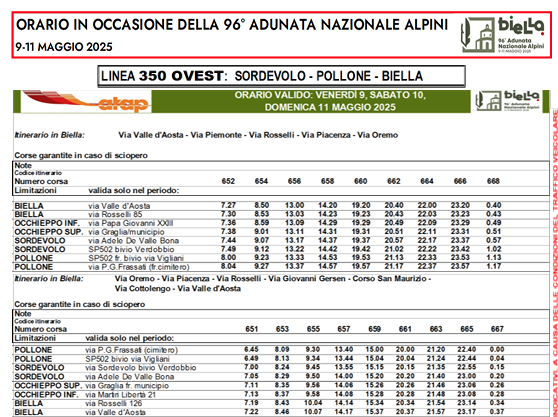 ORARIO IN OCCASIONE DELLA 96° ADUNATA NAZIONALE ALPINI
9-11 MAGGIO 2025
biella
96ª Adunata
Nazionale Alpini
9-11 MAGGIO 2025
LINEA 350 OVEST: SORDEVOLO - POLLONE - BIELLA
atap
ORARIO VALIDO: VENERDÌ 9, SABATO 10,
DOMENICA 11 MAGGIO 2025
biella
96ª Adunata
Nazionale Alpini
Itinerario in Biella: Via Valle d'Aosta - Via Piemonte - Via Rosselli - Via Piacenza - Via Oremo
Corse garantite in caso di sciopero
Note
Codice itinerario
Numero corsa 652 654 656 658 660 662 664 666 668
Limitazioni valida solo nel periodo:
BIELLA via Valle d'Aosta 7.27 8.50 13.00 14.20 19.20 20.40 22.00 23.20 0.40
BIELLA via Rosselli 85 7.30 8.53 13.03 14.23 19.23 20.43 22.03 23.23 0.43
OCCHIEPPO INF. via Papa Giovanni XXIII 7.36 8.59 13.09 14.29 19.29 20.49 22.09 23.29 0.49
OCCHIEPPO SUP. via Graglia/municipio 7.38 9.01 13.11 14.31 19.31 20.51 22.11 23.31 0.51
SORDEVOLO via Adele De Valle Bona 7.44 9.07 13.17 14.37 19.37 20.57 22.17 23.37 0.57
SORDEVOLO SP502 bivio Verdobbio 7.49 9.12 13.22 14.42 19.42 21.02 22.22 23.42 1.02
POLLONE SP502 fr. bivio via Vigliani 8.00 9.23 13.33 14.53 19.53 21.13 22.33 23.53 1.13
POLLONE via P.G.Frassati (fr.cimitero) 8.04 9.27 13.37 14.57 19.57 21.17 22.37 23.57 1.17
Itinerario in Biella: Via Oremo - Via Piacenza - Via Rosselli - Via Giovanni Gersen - Corso San Maurizio -
Via Cottolengo - Via Valle d'Aosta
Corse garantite in caso di sciopero
Note
Codice itinerario
Numero corsa 651 653 655 657 659 661 663 665 667
Limitazioni valida solo nel periodo:
POLLONE via P.G.Frassati (cimitero) 6.45 8.09 9.30 13.40 15.00 20.00 21.20 22.40 0.00
POLLONE SP502 bivio via Vigliani 6.49 8.13 9.34 13.44 15.04 20.04 21.24 22.44 0.04
SORDEVOLO via Sordevolo bivio Verdobbio 7.00 8.24 9.45 13.55 15.15 20.15 21.35 22.55 0.15
SORDEVOLO via Adele De Valle Bona 7.05 8.29 9.50 14.00 15.20 20.20 21.40 23.00 0.20
OCCHIEPPO SUP. via Graglia fr. municipio 7.11 8.35 9.56 14.06 15.26 20.26 21.46 23.06 0.26
OCCHIEPPO INF. via Martiri Libertà 21 7.13 8.37 9.58 14.08 15.28 20.28 21.48 23.08 0.28
BIELLA via Rosselli 126 7.19 8.43 10.04 14.14 15.34 20.34 21.54 23.14 0.34
BIELLA via Valle d'Aosta 7.22 8.46 10.07 14.17 15.37 20.37 21.57 23.17 0.37
A CAUSA DELLE CONDIZIONI DEL TRAFFICO VEICOLARE